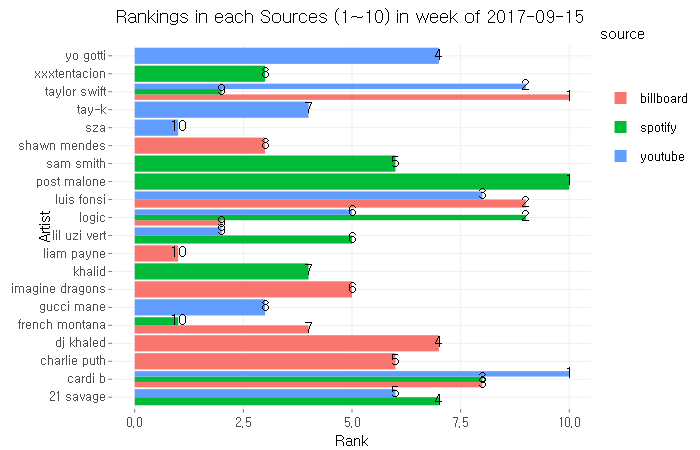 Rankings in each Sources (1~10) in week of 2017-09-15
source
billboard
spotify
youtube
Artist
yo gotti 4
xxxtentacion 8
taylor swift 2 9 1
tay-k 7
sza 10
shawn mendes 8
sam smith 5
post malone 1
luis fonsi 3 2
logic 6 2 9
lil uzi vert 9 6
liam payne 10
khalid 7
imagine dragons 6
gucci mane 8
french montana 10 7
dj khaled 4
charlie puth 5
cardi b 1 3 3
21 savage 5 4
0.0 2.5 5.0 7.5 10.0
Rank